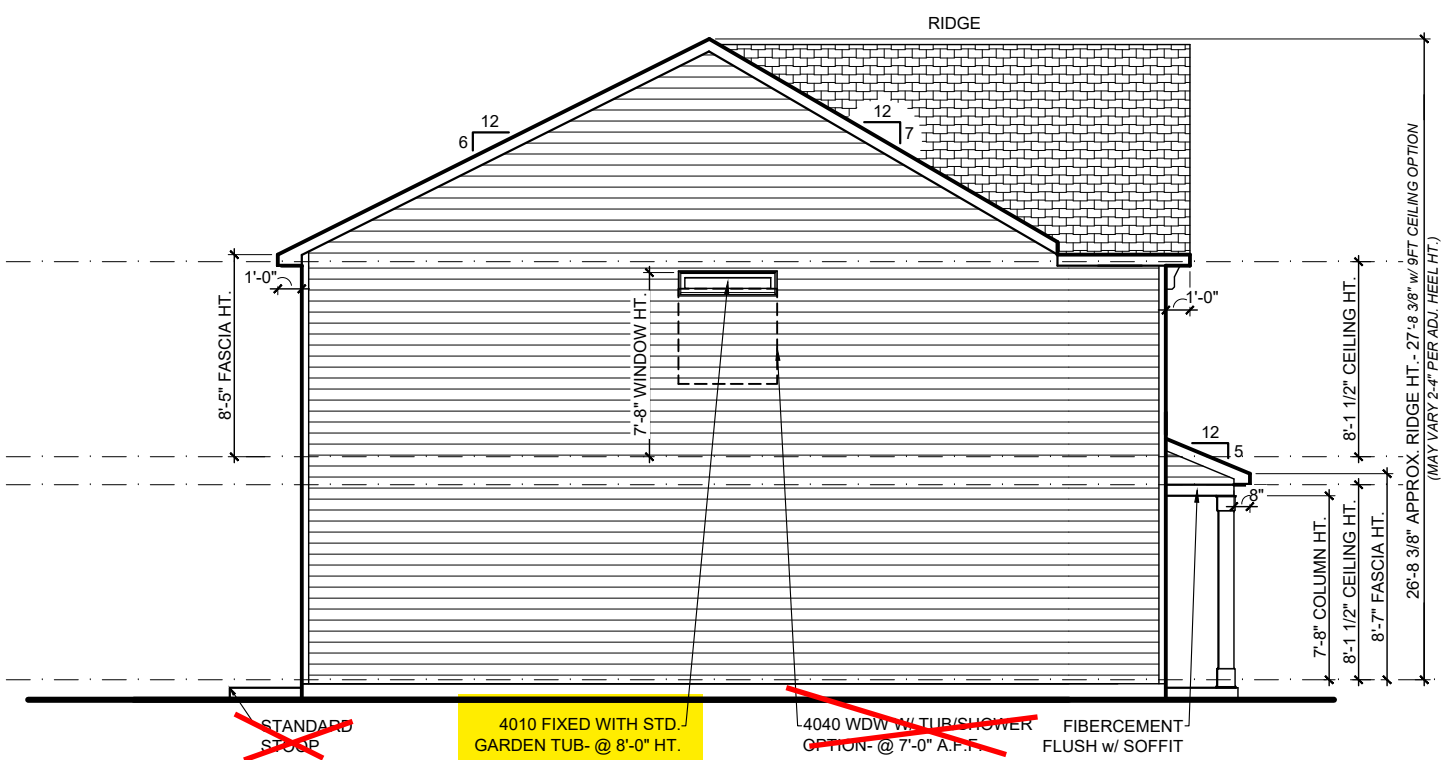 RIDGE
12
6
12
7
1'-0"
8'-5" FASCIA HT.
7'-8" WINDOW HT.
1'-0"
8'-1 1/2" CEILING HT.
12
5
8"
7'-8" COLUMN HT.
8'-1 1/2" CEILING HT.
8'-7" FASCIA HT.
26'-8 3/8" APPROX. RIDGE HT.- 27'-8 3/8" w/ 9FT CEILING OPTION
(MAY VARY 2-4" PER ADJ. HEEL HT.)
STANDARD
STOOP
4010 FIXED WITH STD.
GARDEN TUB- @ 8'-0" HT.
4040 WDW W/ TUB/SHOWER
OPTION- @ 7'-0" A.F.F.
FIBERCEMENT
FLUSH w/ SOFFIT